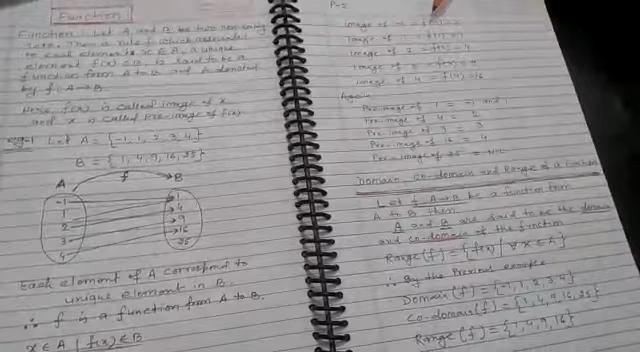 Function
Function: Let A and B be two non empty
sets. Then a rule f which associates
to each element x ∈ A, a unique
element f(x) ∈ B, is said to be a
function from A to B and is denoted
by f: A→B
Here, f(x) is called image of x
and x is called Pre-image of f(x)
Let A = {-1, 1, 2, 3, 4}
B = {1, 4, 9, 16, 25}
A f B
-1 1
1 4
2 9
3 16
4 25
Each element of A correspond to
unique element in B.
∴ f is a function from A to B.
x ∈ A | f(x) ∈ B
P-2
image of
image of
image of 2 = f(2) = 4
image of
image of 4 = f(4) = 16
Again
Pre-image of 1 = -1 and 1
Pre-image of 4 = 2
Pre-image of 9 = 3
Pre-image of 16 = 4
Pre-image of 25 = Nil
Domain, Co-domain and Range of a function
Let f: A→B be a function from
A to B then
A and B are said to be the domain
and co-domain of the function
Range (f) = {f(x) | ∀ x ∈ A}
∴ By the Previous example
Domain (f) = {-1, 1, 2, 3, 4}
Co-domain (f) = {1, 4, 9, 16, 25}
Range (f) = {1, 4, 9, 16}